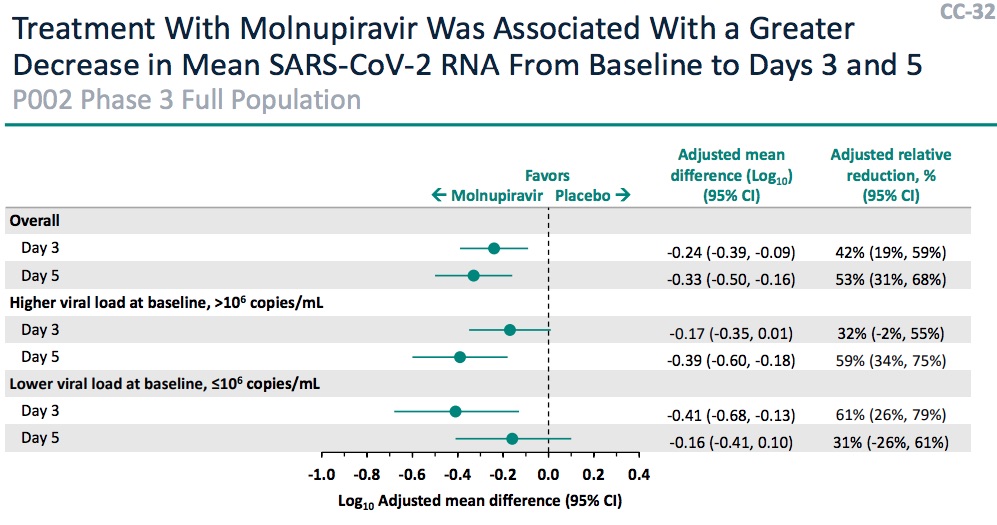 CC-32
Treatment With Molnupiravir Was Associated With a Greater
Decrease in Mean SARS-CoV-2 RNA From Baseline to Days 3 and 5
P002 Phase 3 Full Population
Favors
← Molnupiravir Placebo →
Adjusted mean
difference (Log₁₀)
(95% CI)
Adjusted relative
reduction, %
(95% CI)
Overall
Day 3 -0.24 (-0.39, -0.09) 42% (19%, 59%)
Day 5 -0.33 (-0.50, -0.16) 53% (31%, 68%)
Higher viral load at baseline, >10⁶ copies/mL
Day 3 -0.17 (-0.35, 0.01) 32% (-2%, 55%)
Day 5 -0.39 (-0.60, -0.18) 59% (34%, 75%)
Lower viral load at baseline, ≤10⁶ copies/mL
Day 3 -0.41 (-0.68, -0.13) 61% (26%, 79%)
Day 5 -0.16 (-0.41, 0.10) 31% (-26%, 61%)
-1.0 -0.8 -0.6 -0.4 -0.2 0.0 0.2 0.4
Log₁₀ Adjusted mean difference (95% CI)